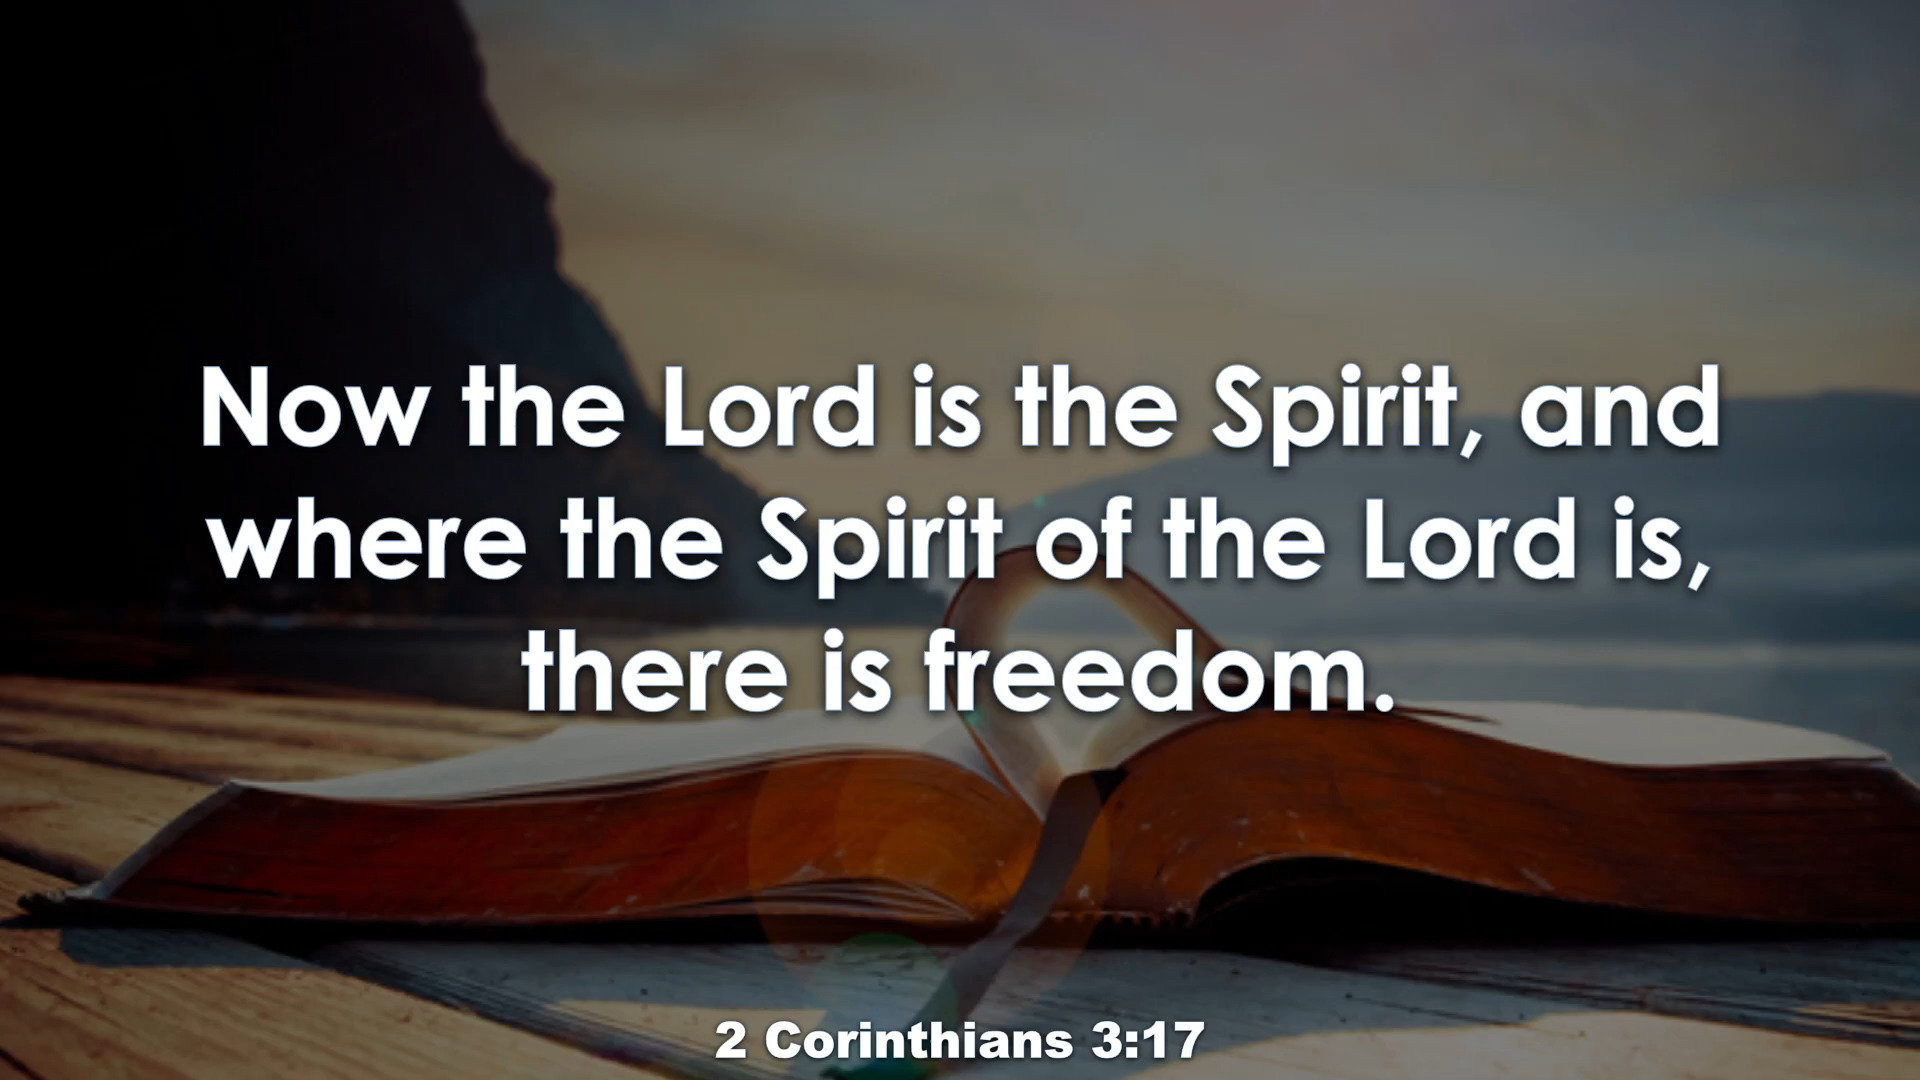 Now the Lord is the Spirit, and
where the Spirit of the Lord is,
there is freedom.
2 Corinthians 3:17